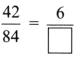 42/84 = 6/□